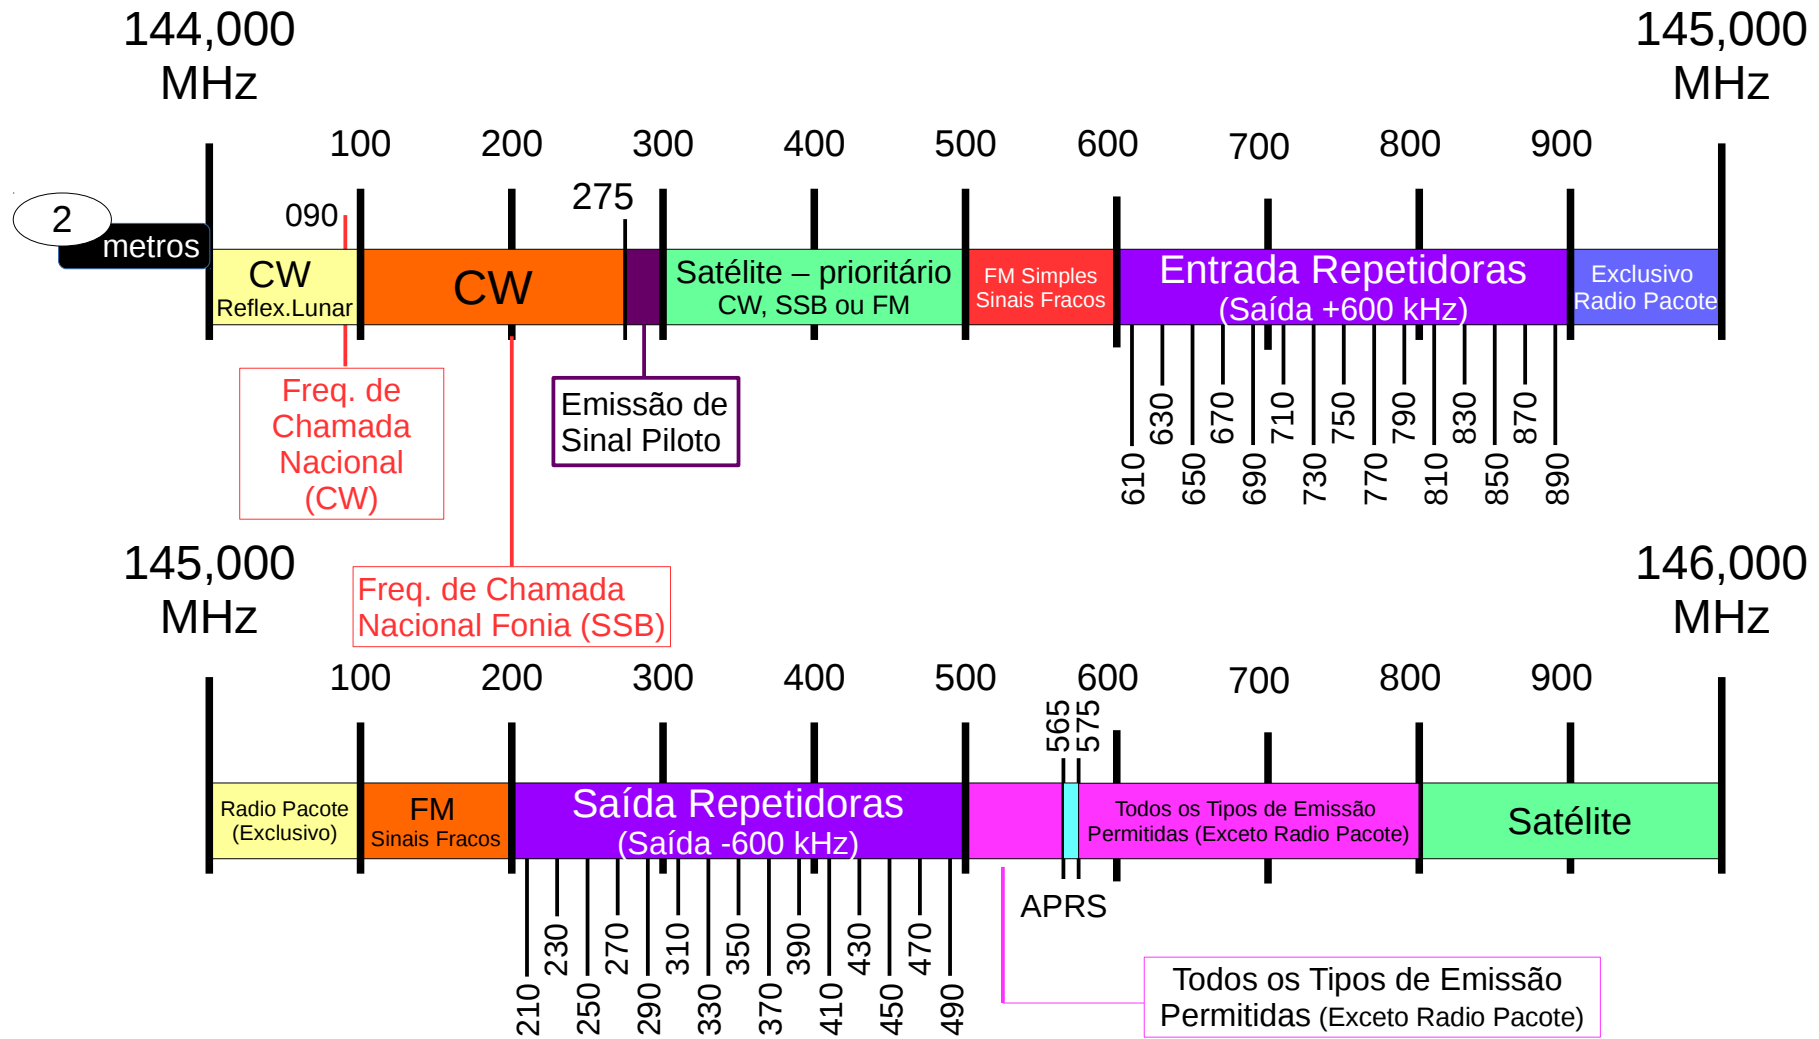 144,000
MHz
145,000
MHz
100
200
300
400
500
600
700
800
900
090
275
2
metros
CW
Reflex.Lunar
CW
Satélite – prioritário
CW, SSB ou FM
FM Simples
Sinais Fracos
Entrada Repetidoras
(Saída +600 kHz)
Exclusivo
Radio Pacote
Freq. de
Chamada
Nacional
(CW)
Emissão de
Sinal Piloto
610
630
650
670
690
710
730
750
770
790
810
830
850
870
890
Freq. de Chamada
Nacional Fonia (SSB)
145,000
MHz
146,000
MHz
100
200
300
400
500
600
700
800
900
565
575
Radio Pacote
(Exclusivo)
FM
Sinais Fracos
Saída Repetidoras
(Saída -600 kHz)
Todos os Tipos de Emissão
Permitidas (Exceto Radio Pacote)
Satélite
APRS
210
230
250
270
290
310
330
350
370
390
410
430
450
470
490
Todos os Tipos de Emissão
Permitidas (Exceto Radio Pacote)